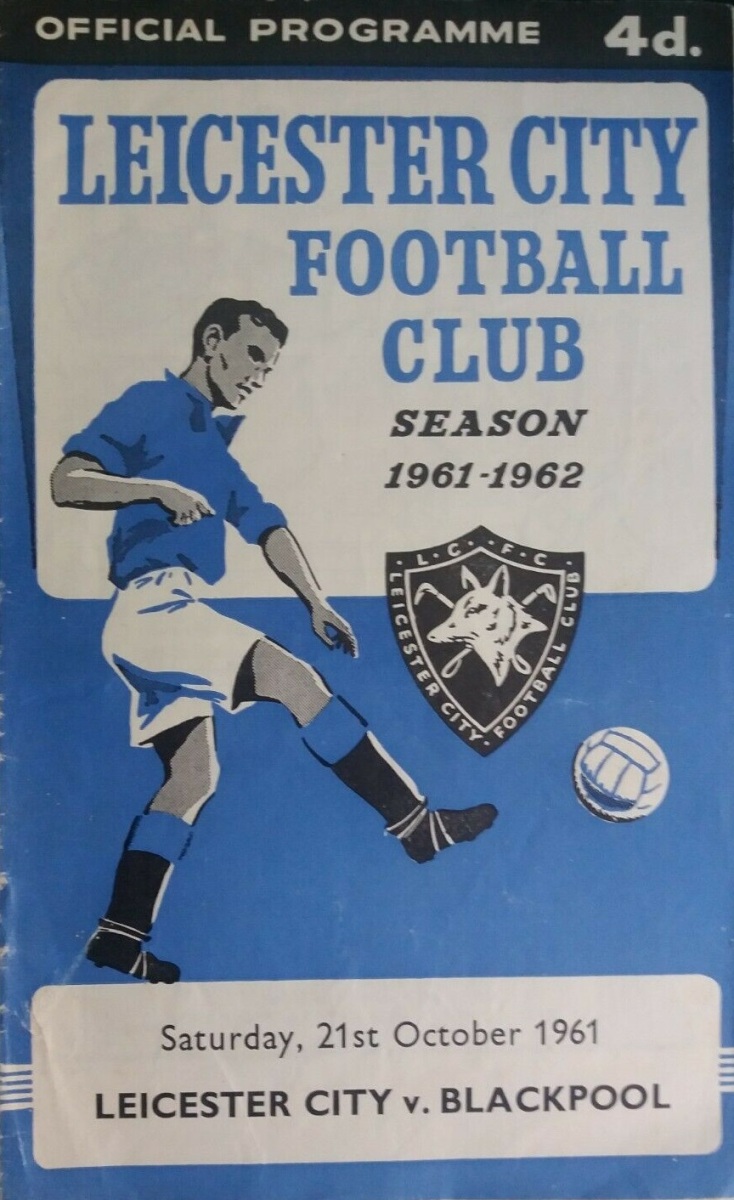 OFFICIAL PROGRAMME 4d.
LEICESTER CITY
FOOTBALL
CLUB
SEASON
1961-1962
· L · C · · F · C ·
LEICESTER CITY · FOOTBALL CLUB
Saturday, 21st October 1961
LEICESTER CITY v. BLACKPOOL